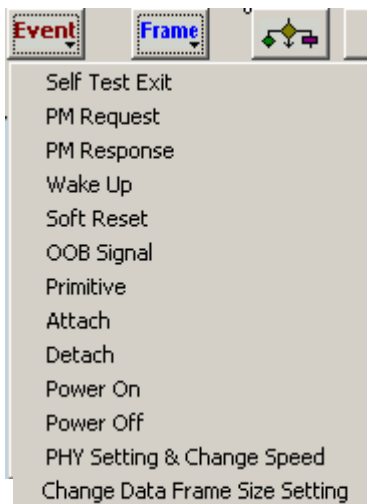 Event Frame
Self Test Exit
PM Request
PM Response
Wake Up
Soft Reset
OOB Signal
Primitive
Attach
Detach
Power On
Power Off
PHY Setting & Change Speed
Change Data Frame Size Setting